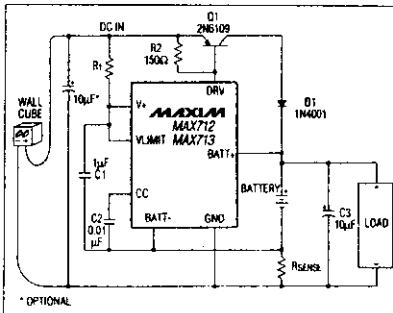 Q1
2N6109
DC IN
R2
150Ω
R1
DRV
WALL
CUBE
10µF*
V+
MAXIM
MAX712
MAX713
D1
1N4001
VLIMIT
BATT+
1µF
C1
CC
BATTERY
C2
0.01
µF
BATT-
GND
C3
10µF
LOAD
RSENSE
* OPTIONAL